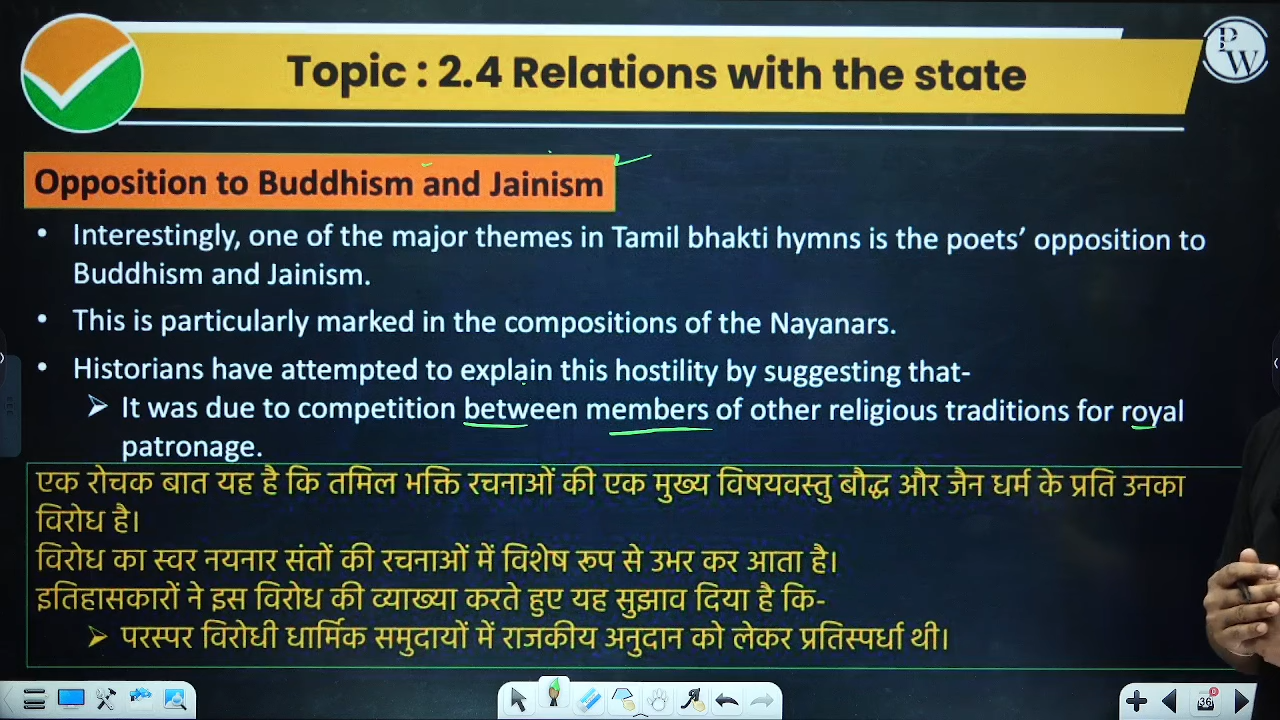 Topic : 2.4 Relations with the state
PW
Opposition to Buddhism and Jainism
• Interestingly, one of the major themes in Tamil bhakti hymns is the poets’ opposition to
Buddhism and Jainism.
• This is particularly marked in the compositions of the Nayanars.
• Historians have attempted to explain this hostility by suggesting that-
➢ It was due to competition between members of other religious traditions for royal
patronage.
एक रोचक बात यह है कि तमिल भक्ति रचनाओं की एक मुख्य विषयवस्तु बौद्ध और जैन धर्म के प्रति उनका
विरोध है।
विरोध का स्वर नयनार संतों की रचनाओं में विशेष रूप से उभर कर आता है।
इतिहासकारों ने इस विरोध की व्याख्या करते हुए यह सुझाव दिया है कि-
➢ परस्पर विरोधी धार्मिक समुदायों में राजकीय अनुदान को लेकर प्रतिस्पर्धा थी।
36